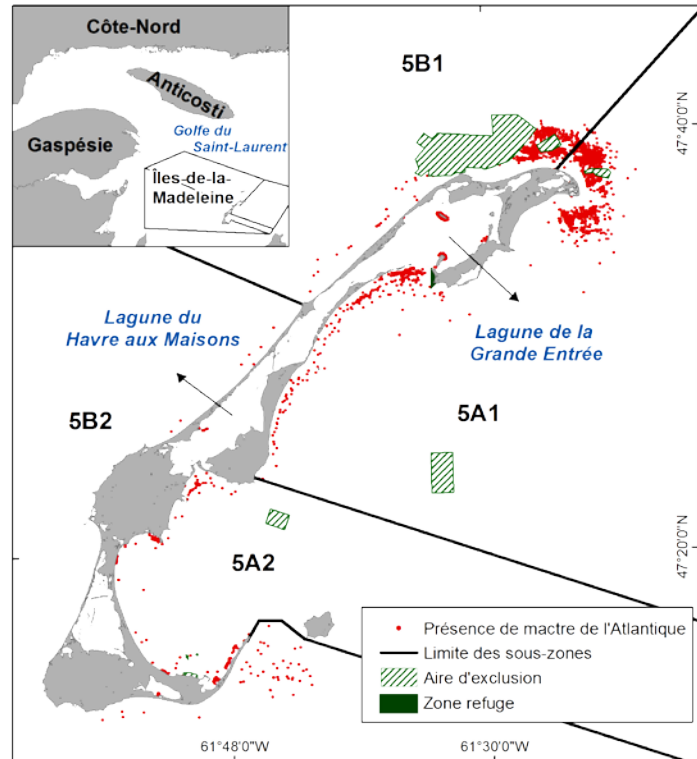 Côte-Nord
Anticosti
Gaspésie
Golfe du
Saint-Laurent
Îles-de-la-
Madeleine
5B1
47°40'0"N
Lagune du
Havre aux Maisons
Lagune de la
Grande Entrée
5B2
5A1
5A2
47°20'0"N
Présence de mactre de l'Atlantique
Limite des sous-zones
Aire d'exclusion
Zone refuge
61°48'0"W
61°30'0"W